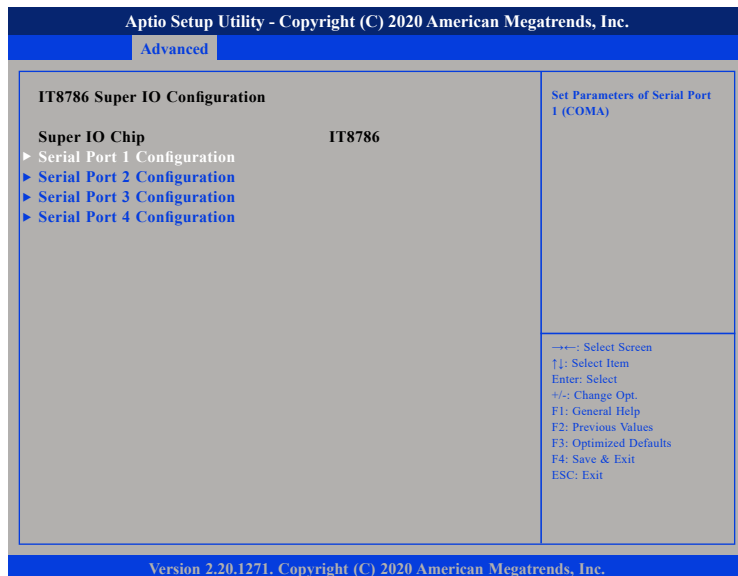 Aptio Setup Utility - Copyright (C) 2020 American Megatrends, Inc.
Advanced
IT8786 Super IO Configuration
Super IO Chip IT8786
▶ Serial Port 1 Configuration
▶ Serial Port 2 Configuration
▶ Serial Port 3 Configuration
▶ Serial Port 4 Configuration
Set Parameters of Serial Port
1 (COMA)
→←: Select Screen
↑↓: Select Item
Enter: Select
+/-: Change Opt.
F1: General Help
F2: Previous Values
F3: Optimized Defaults
F4: Save & Exit
ESC: Exit
Version 2.20.1271. Copyright (C) 2020 American Megatrends, Inc.